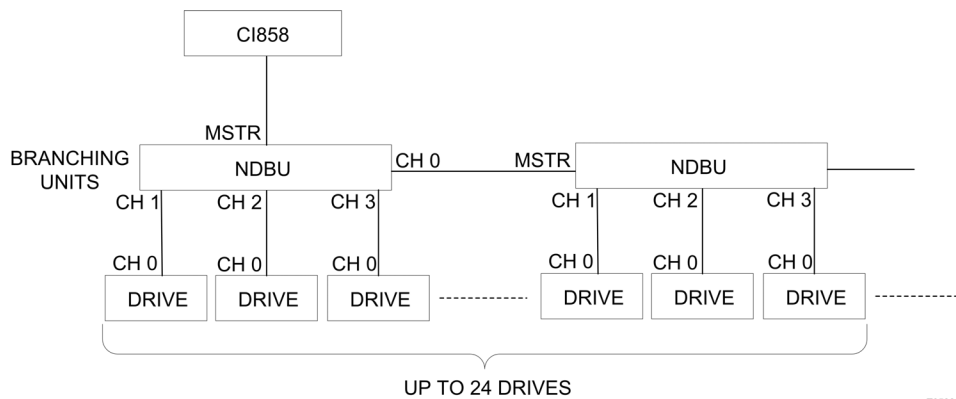 CI858
MSTR
BRANCHING
UNITS
NDBU
CH 0
MSTR
NDBU
CH 1
CH 2
CH 3
CH 1
CH 2
CH 3
CH 0
CH 0
CH 0
CH 0
CH 0
CH 0
DRIVE
DRIVE
DRIVE
DRIVE
DRIVE
DRIVE
UP TO 24 DRIVES